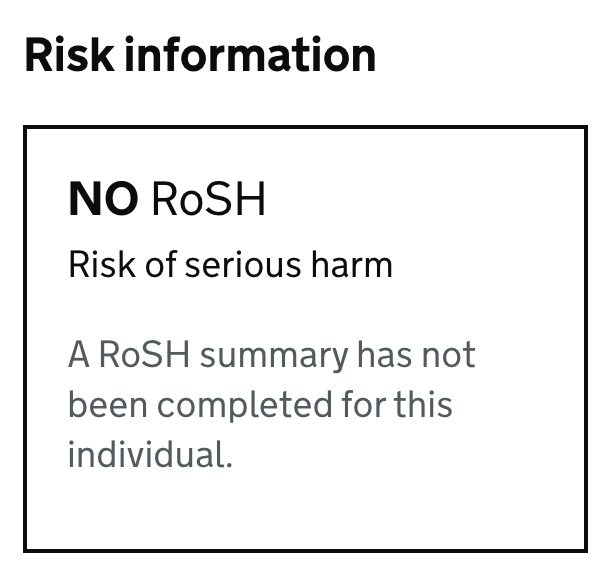 Risk information
NO RoSH
Risk of serious harm
A RoSH summary has not
been completed for this
individual.